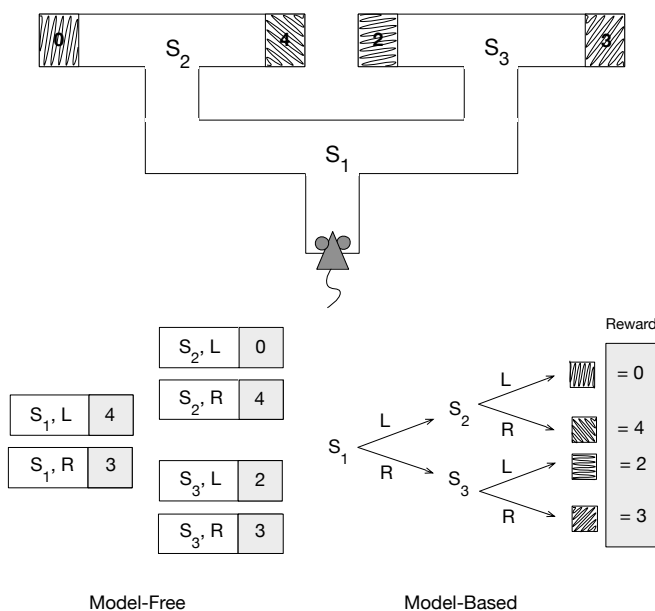 0 S2 4 2 S3 3
S1
Reward
S2, L 0
S2, R 4
S1, L 4
S1, R 3
S3, L 2
S3, R 3
S1
L
R
S2
S3
L
R
L
R
= 0
= 4
= 2
= 3
Model-Free
Model-Based